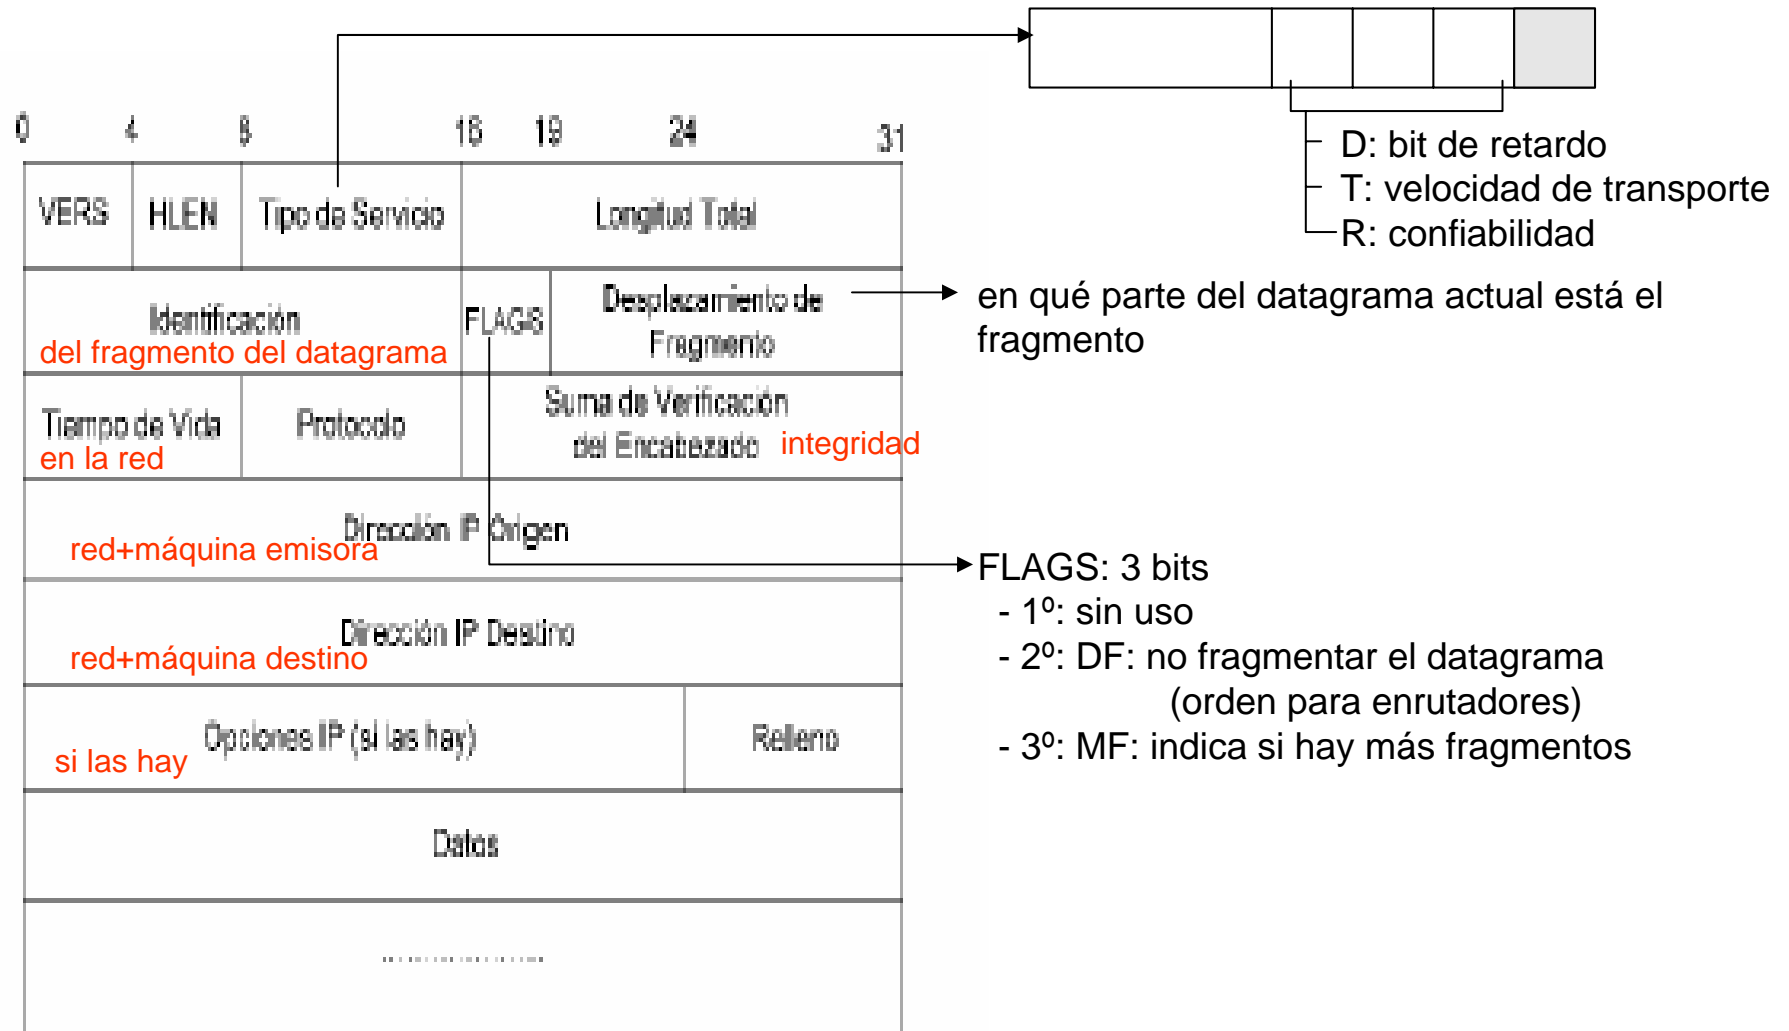 0 4 8 16 19 24 31
VERS HLEN Tipo de Servicio Longitud Total
D: bit de retardo
T: velocidad de transporte
R: confiabilidad
Identificación FLAGS Desplazamiento de
Fragmento
del fragmento del datagrama
en qué parte del datagrama actual está el
fragmento
Tiempo de Vida Protocolo Suma de Verificación
del Encabezado integridad
en la red
Dirección IP Origen
red+máquina emisora
FLAGS: 3 bits
- 1º: sin uso
- 2º: DF: no fragmentar el datagrama
(orden para enrutadores)
- 3º: MF: indica si hay más fragmentos
Dirección IP Destino
red+máquina destino
Opciones IP (si las hay) Relleno
si las hay
Datos
................